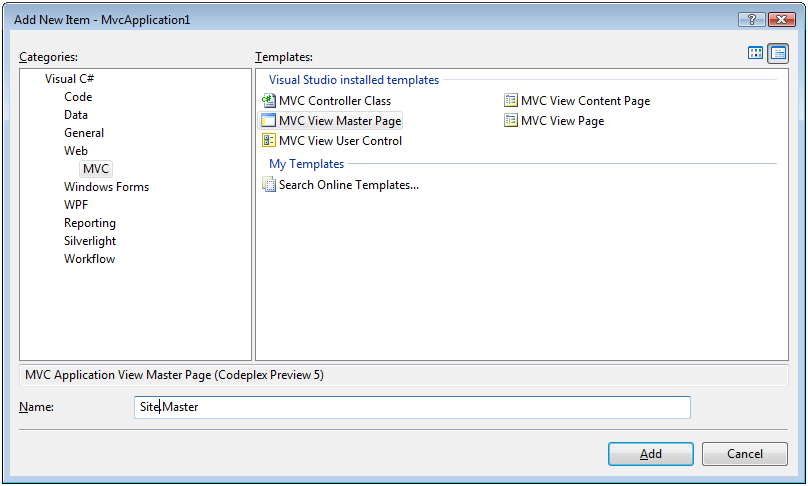 Add New Item - MvcApplication1
Categories:
Templates:
Visual C#
Code
Data
General
Web
MVC
Windows Forms
WPF
Reporting
Silverlight
Workflow
Visual Studio installed templates
MVC Controller Class
MVC View Content Page
MVC View Master Page
MVC View Page
MVC View User Control
My Templates
Search Online Templates...
MVC Application View Master Page (Codeplex Preview 5)
Name:
Site.Master
Add
Cancel